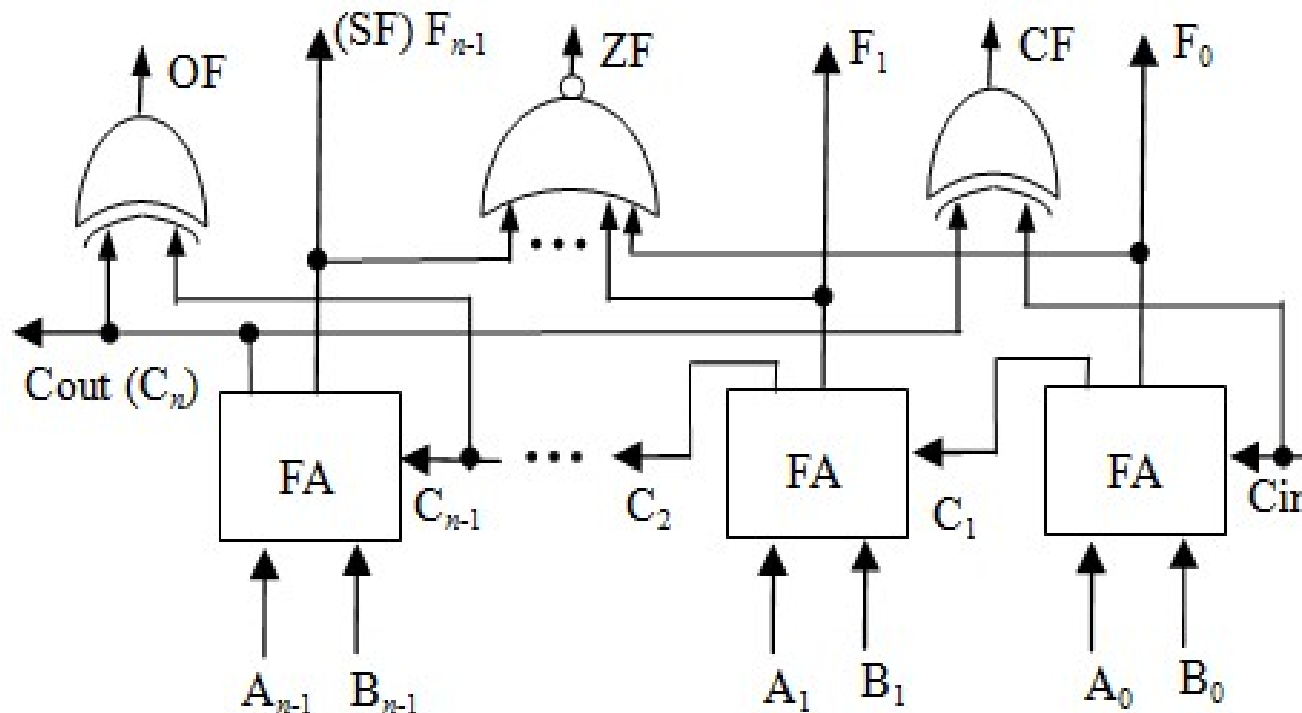 OF
(SF) Fn-1
ZF
F1
CF
F0
Cout (Cn)
FA
Cn-1
C2
FA
C1
FA
Cin
An-1
Bn-1
A1
B1
A0
B0